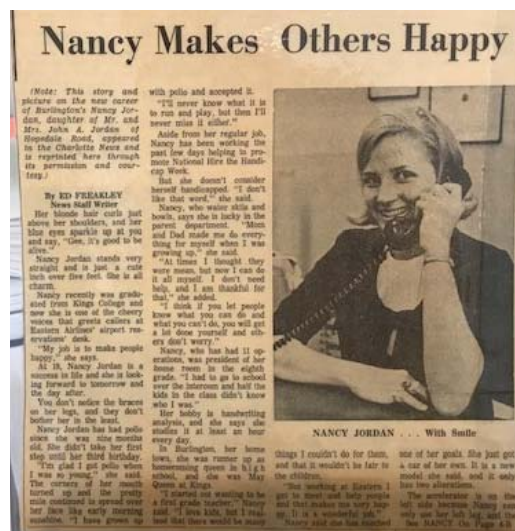 Nancy Makes Others Happy
(Note: This story and
picture on the new career
of Burlington's Nancy Jor-
dan, daughter of Mr. and
Mrs. John A. Jordan of
Hopedale Road, appeared
in the Charlotte News and
is reprinted here through
its permission and cour-
tesy.)
By ED FREAKLEY
News Staff Writer
Her blonde hair curls just
above her shoulders, and her
blue eyes sparkle up at you
and say, "Gee, it's good to be
alive."
Nancy Jordan stands very
straight and is just a cute
inch over five feet. She is all
charm.
Nancy recently was gradu-
ated from Kings College and
now she is one of the cheery
voices that greets callers at
Eastern Airlines' airport res-
ervations' desk.
"My job is to make people
happy," she says.
At 19, Nancy Jordan is a
success in life and she is look-
ing forward to tomorrow and
the day after.
You don't notice the braces
on her legs, and they don't
bother her in the least.
Nancy Jordan has had polio
since she was nine months
old. She didn't take her first
step until her third birthday.
"I'm glad I got polio when
I was so young," she said.
The corners of her mouth
turned up and the pretty
smile continued to spread over
her face like early morning
sunshine. "I have grown up
with polio and accepted it.
"I'll never know what it is
to run and play, but then I'll
never miss it either."
Aside from her regular job,
Nancy has been working the
past few days helping to pro-
mote National Hire the Handi-
cap Week.
But she doesn't consider
herself handicapped. "I don't
like that word," she said.
Nancy, who water skiis and
bowls, says she is lucky in the
parent department. "Mom
and Dad made me do every-
thing for myself when I was
growing up," she said.
"At times I thought they
were mean, but now I can do
it all myself. I don't need
help, and I am thankful for
that," she added.
"I think if you let people
know what you can do and
what you can't do, you will get
a lot done yourself and oth-
ers don't worry."
Nancy, who has had 11 op-
erations, was president of her
home room in the eighth
grade. "I had to go to school
over the intercom and half the
kids in the class didn't know
who I was."
Her hobby is handwriting
analysis, and she says she
studies it at least an hour
every day.
In Burlington, her home
town, she was runner up as
homecoming queen in high
school, and she was May
Queen at Kings.
"I started out wanting to be
a first grade teacher," Nancy
said. "I love kids, but I real-
ized that there would be many
NANCY JORDAN . . . With Smile
things I couldn't do for them,
and that it wouldn't be fair to
the children.
"But working at Eastern I
get to meet and help people
and that makes me very hap-
py. It is a wonderful job."
Nancy said she has reached
one of her goals. She just got
a car of her own. It is a new
model she said, and it only
has two alterations.
The accelerator is on the
left side because Nancy
only use her left leg, and the
See NANCY On Page